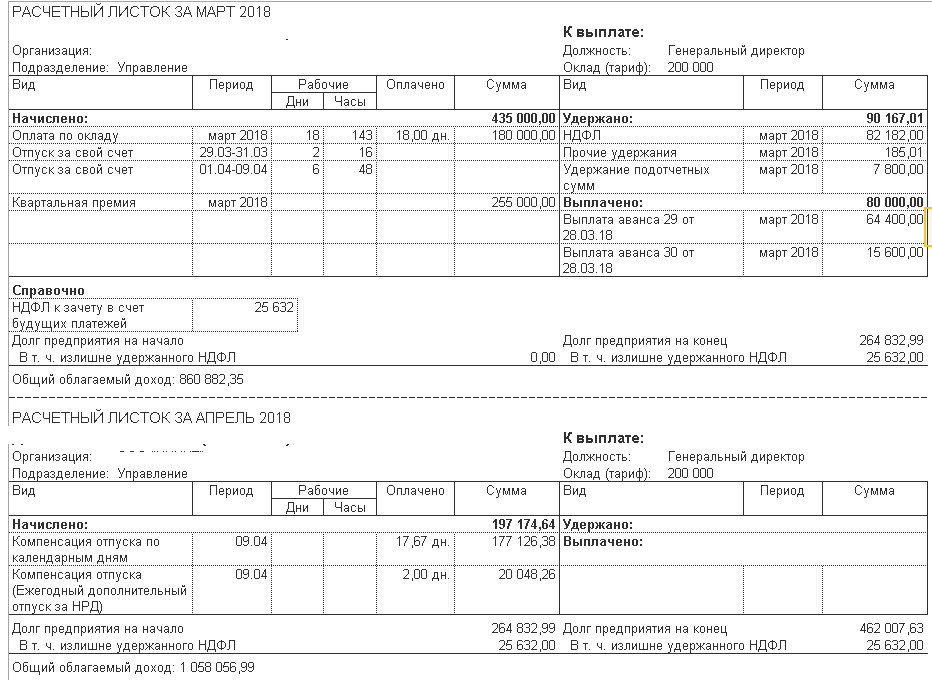 РАСЧЕТНЫЙ ЛИСТОК ЗА МАРТ 2018
К выплате:
Организация: Должность: Генеральный директор
Подразделение: Управление Оклад (тариф): 200 000
Вид Период Рабочие Оплачено Сумма Вид Период Сумма
Дни Часы
Начислено: 435 000,00 Удержано: 90 167,01
Оплата по окладу март 2018 18 143 18,00 дн. 180 000,00 НДФЛ март 2018 82 182,00
Отпуск за свой счет 29.03-31.03 2 16 Прочие удержания март 2018 185,01
Отпуск за свой счет 01.04-09.04 6 48 Удержание подотчетных март 2018 7 800,00
сумм
Квартальная премия март 2018 255 000,00 Выплачено: 80 000,00
Выплата аванса 29 от март 2018 64 400,00
28.03.18
Выплата аванса 30 от март 2018 15 600,00
28.03.18
Справочно
НДФЛ к зачету в счет 25 632
будущих платежей
Долг предприятия на начало Долг предприятия на конец 264 832,99
В т. ч. излишне удержанного НДФЛ 0,00 В т. ч. излишне удержанного НДФЛ 25 632,00
Общий облагаемый доход: 860 882,35
РАСЧЕТНЫЙ ЛИСТОК ЗА АПРЕЛЬ 2018
К выплате:
Организация: Должность: Генеральный директор
Подразделение: Управление Оклад (тариф): 200 000
Вид Период Рабочие Оплачено Сумма Вид Период Сумма
Дни Часы
Начислено: 197 174,64 Удержано:
Компенсация отпуска по 09.04 17,67 дн. 177 126,38 Выплачено:
календарным дням
Компенсация отпуска 09.04 2,00 дн. 20 048,26
(Ежегодный дополнительный
отпуск за НРД)
Долг предприятия на начало 264 832,99 Долг предприятия на конец 462 007,63
В т. ч. излишне удержанного НДФЛ 25 632,00 В т. ч. излишне удержанного НДФЛ 25 632,00
Общий облагаемый доход: 1 058 056,99